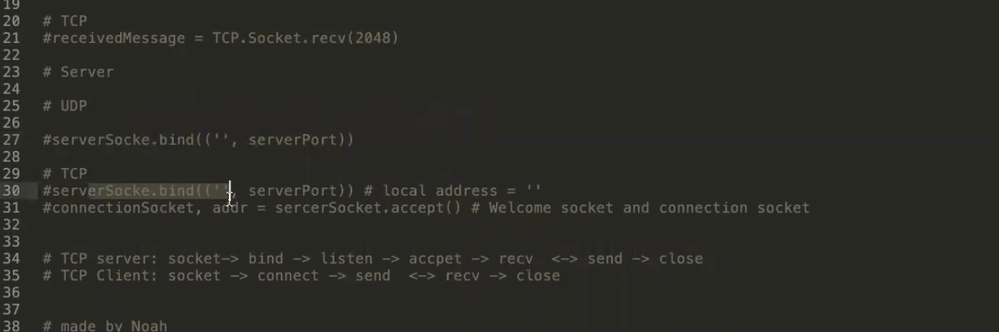 19
20 # TCP
21 #receivedMessage = TCP.Socket.recv(2048)
22
23 # Server
24
25 # UDP
26
27 #serverSocke.bind(('', serverPort))
28
29 # TCP
30 #serverSocke.bind(('', serverPort)) # local address = ''
31 #connectionSocket, addr = sercerSocket.accept() # Welcome socket and connection socket
32
33
34 # TCP server: socket–> bind –> listen –> accpet –> recv <–> send –> close
35 # TCP Client: socket –> connect –> send <–> recv –> close
36
37
38 # made by Noah